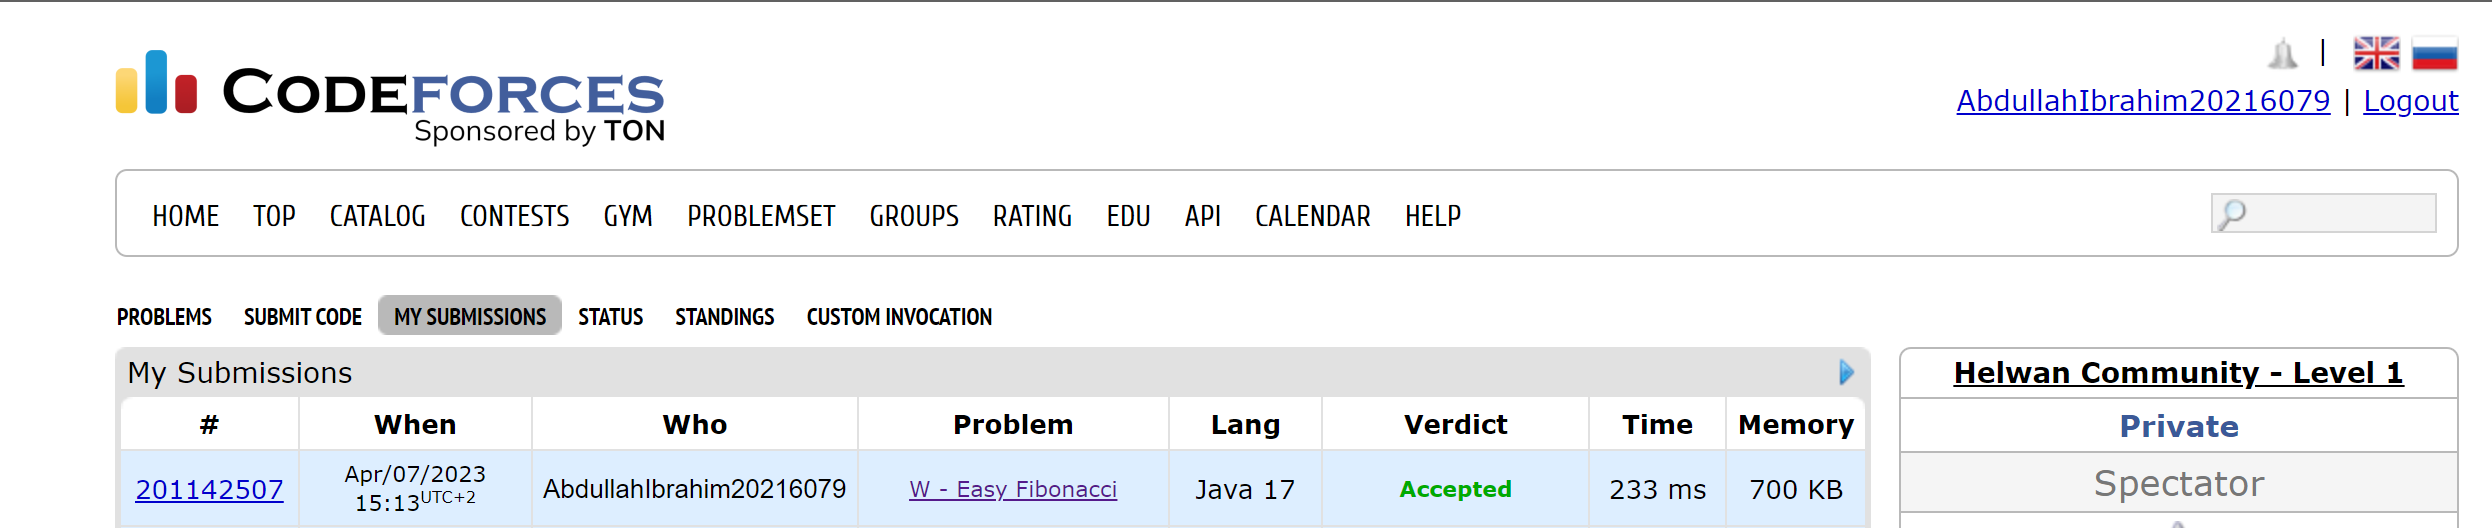 CODEFORCES
Sponsored by TON
|
AbdullahIbrahim20216079 | Logout
HOME TOP CATALOG CONTESTS GYM PROBLEMSET GROUPS RATING EDU API CALENDAR HELP
PROBLEMS SUBMIT CODE MY SUBMISSIONS STATUS STANDINGS CUSTOM INVOCATION
My Submissions
# When Who Problem Lang Verdict Time Memory
201142507 Apr/07/2023 15:13UTC+2 AbdullahIbrahim20216079 W - Easy Fibonacci Java 17 Accepted 233 ms 700 KB
Helwan Community - Level 1
Private
Spectator